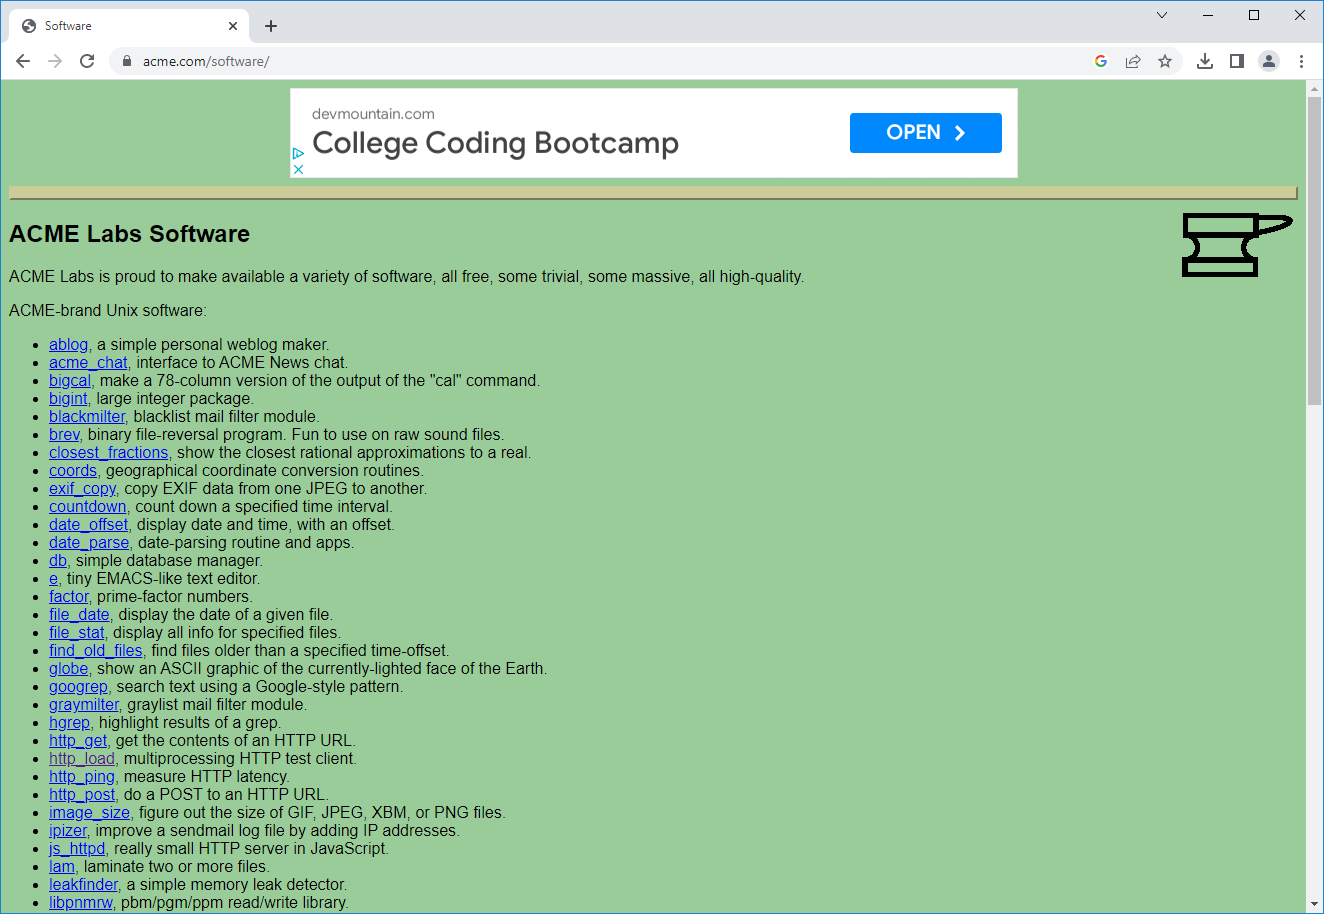 Software
acme.com/software/
devmountain.com
College Coding Bootcamp
OPEN
ACME Labs Software
ACME Labs is proud to make available a variety of software, all free, some trivial, some massive, all high-quality.
ACME-brand Unix software:
ablog, a simple personal weblog maker.
acme_chat, interface to ACME News chat.
bigcal, make a 78-column version of the output of the "cal" command.
bigint, large integer package.
blackmilter, blacklist mail filter module.
brev, binary file-reversal program. Fun to use on raw sound files.
closest_fractions, show the closest rational approximations to a real.
coords, geographical coordinate conversion routines.
exif_copy, copy EXIF data from one JPEG to another.
countdown, count down a specified time interval.
date_offset, display date and time, with an offset.
date_parse, date-parsing routine and apps.
db, simple database manager.
e, tiny EMACS-like text editor.
factor, prime-factor numbers.
file_date, display the date of a given file.
file_stat, display all info for specified files.
find_old_files, find files older than a specified time-offset.
globe, show an ASCII graphic of the currently-lighted face of the Earth.
googrep, search text using a Google-style pattern.
graymilter, graylist mail filter module.
hgrep, highlight results of a grep.
http_get, get the contents of an HTTP URL.
http_load, multiprocessing HTTP test client.
http_ping, measure HTTP latency.
http_post, do a POST to an HTTP URL.
image_size, figure out the size of GIF, JPEG, XBM, or PNG files.
ipizer, improve a sendmail log file by adding IP addresses.
js_httpd, really small HTTP server in JavaScript.
lam, laminate two or more files.
leakfinder, a simple memory leak detector.
libpnmrw, pbm/pgm/ppm read/write library.